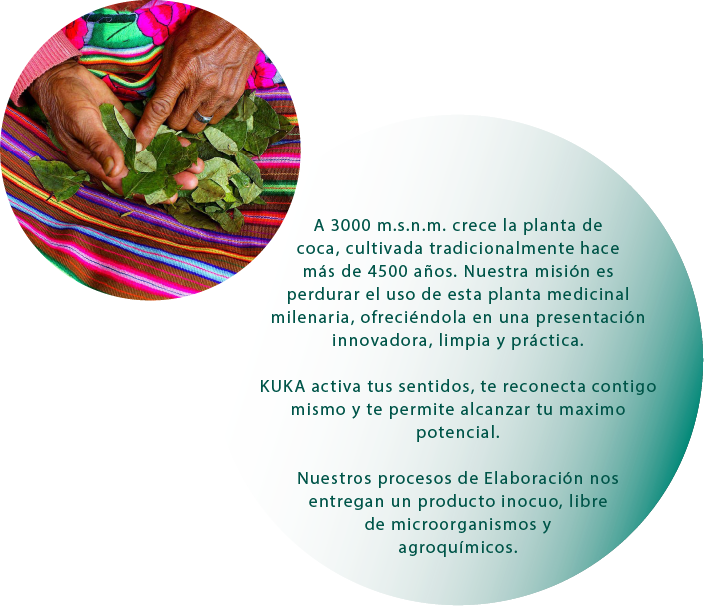 A 3000 m.s.n.m. crece la planta de
coca, cultivada tradicionalmente hace
más de 4500 años. Nuestra misión es
perdurar el uso de esta planta medicinal
milenaria, ofreciéndola en una presentación
innovadora, limpia y práctica.
KUKA activa tus sentidos, te reconecta contigo
mismo y te permite alcanzar tu maximo
potencial.
Nuestros procesos de Elaboración nos
entregan un producto inocuo, libre
de microorganismos y
agroquímicos.